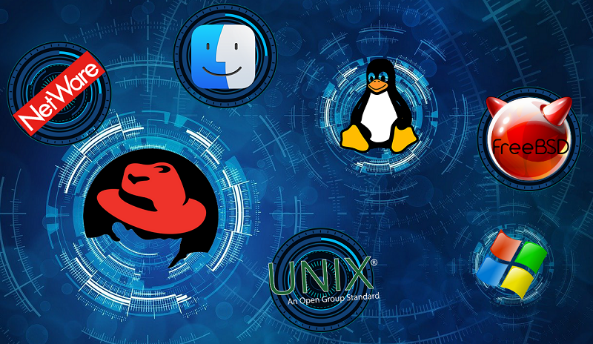 NetWare
FreeBSD
UNIX®
An Open Group Standard